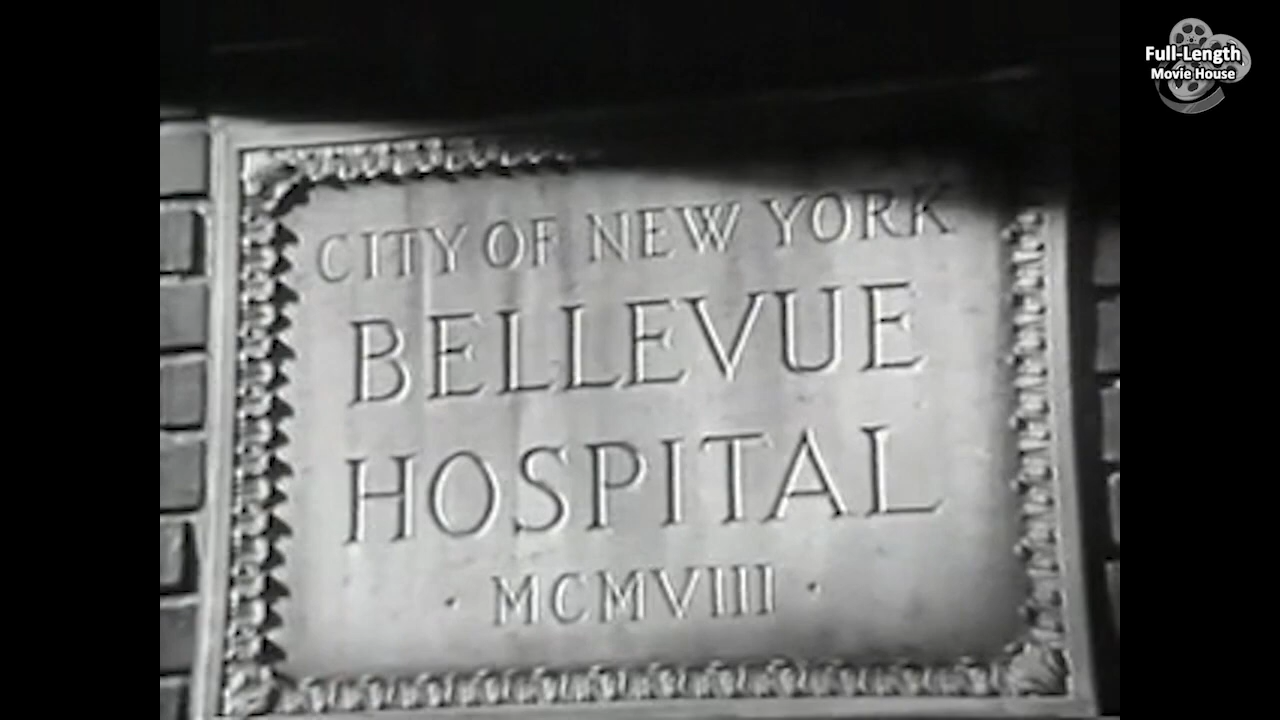 CITY OF NEW YORK
BELLEVUE
HOSPITAL
· MCMVIII ·
Full-Length
Movie House